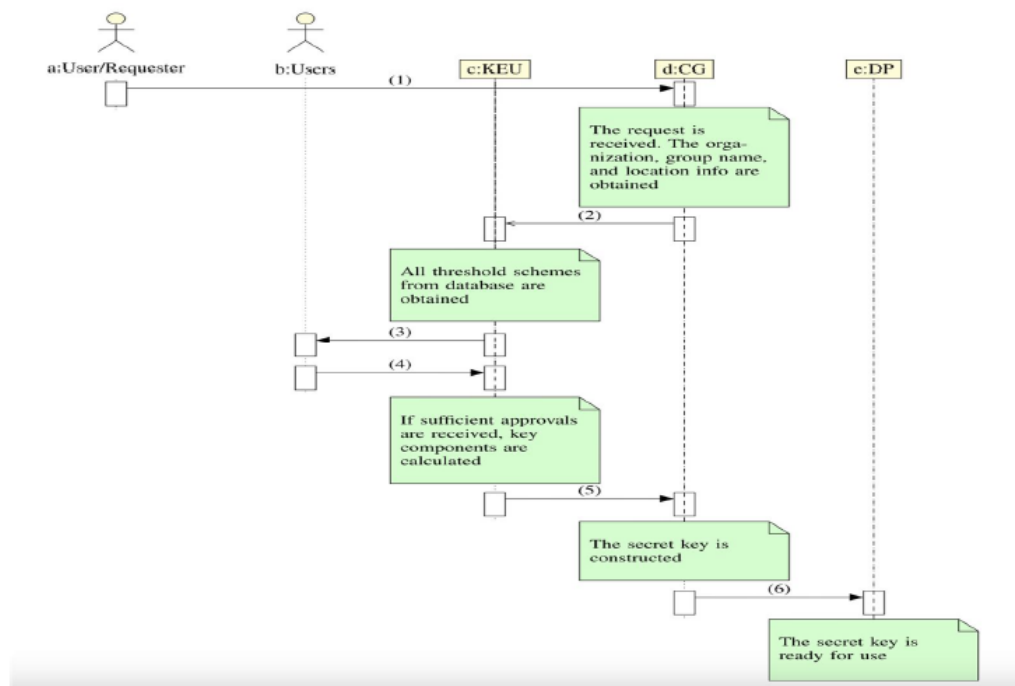 a:User/Requester
b:Users
c:KEU
d:CG
e:DP
(1)
The request is
received. The orga-
nization, group name,
and location info are
obtained
(2)
All threshold schemes
from database are
obtained
(3)
(4)
If sufficient approvals
are received, key
components are
calculated
(5)
The secret key is
constructed
(6)
The secret key is
ready for use